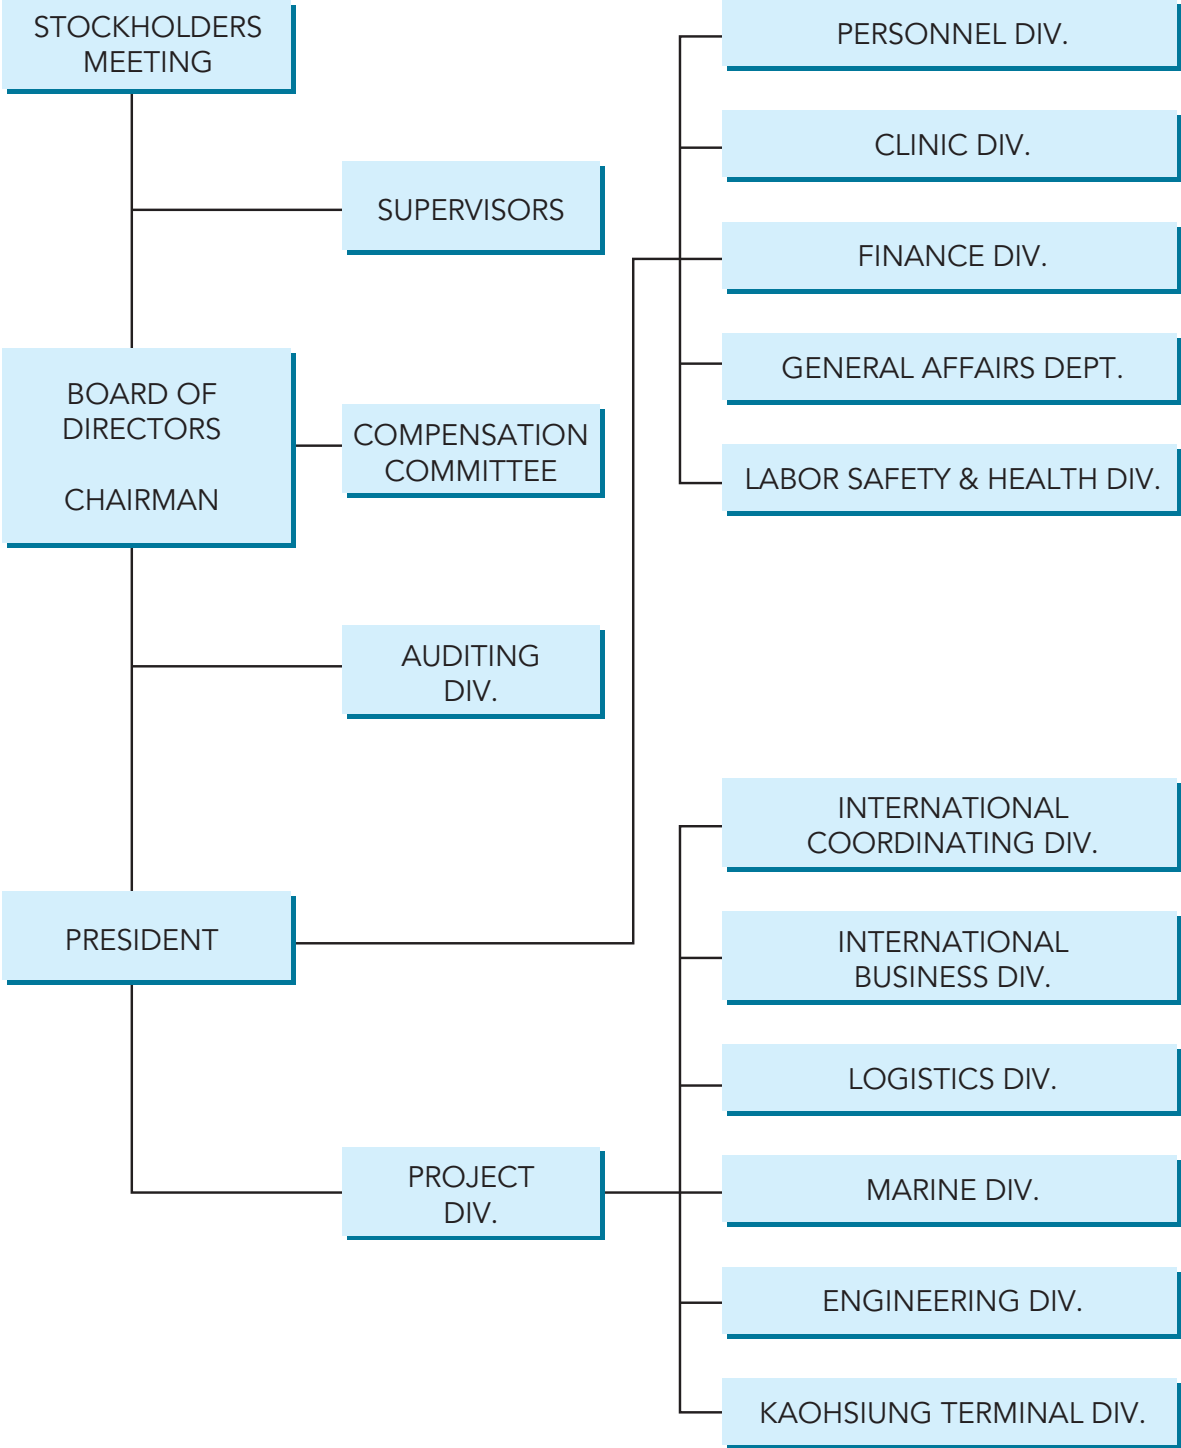 STOCKHOLDERS
MEETING
SUPERVISORS
BOARD OF
DIRECTORS
CHAIRMAN
COMPENSATION
COMMITTEE
AUDITING
DIV.
PRESIDENT
PROJECT
DIV.
PERSONNEL DIV.
CLINIC DIV.
FINANCE DIV.
GENERAL AFFAIRS DEPT.
LABOR SAFETY & HEALTH DIV.
INTERNATIONAL
COORDINATING DIV.
INTERNATIONAL
BUSINESS DIV.
LOGISTICS DIV.
MARINE DIV.
ENGINEERING DIV.
KAOHSIUNG TERMINAL DIV.